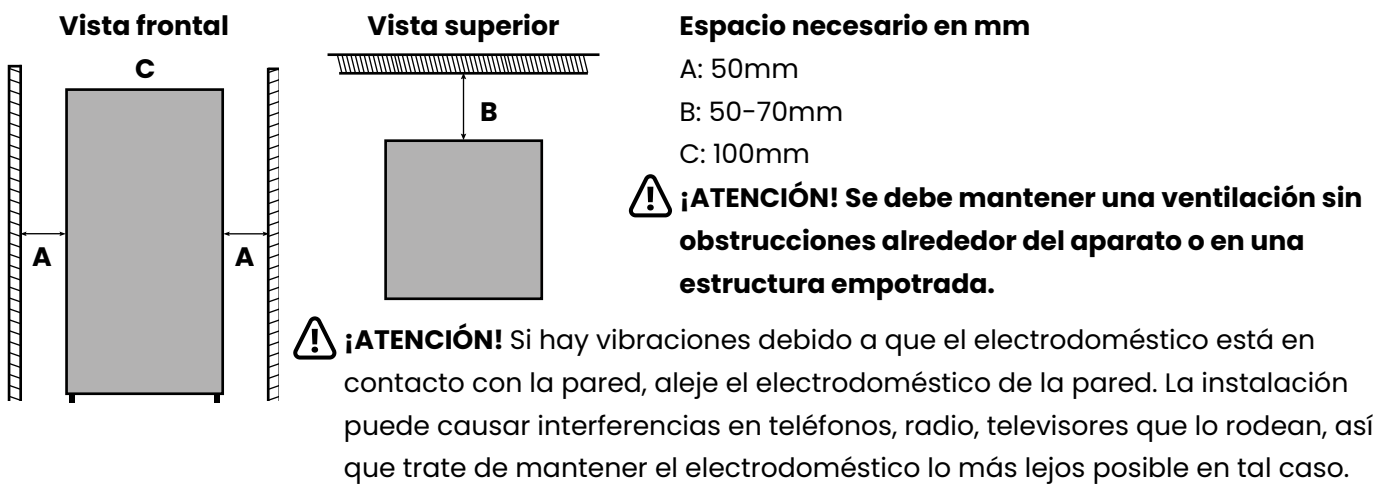 Vista frontal
C
A
A
Vista superior
B
Espacio necesario en mm
A: 50mm
B: 50-70mm
C: 100mm
¡ATENCIÓN! Se debe mantener una ventilación sin
obstrucciones alrededor del aparato o en una
estructura empotrada.
¡ATENCIÓN! Si hay vibraciones debido a que el electrodoméstico está en
contacto con la pared, aleje el electrodoméstico de la pared. La instalación
puede causar interferencias en teléfonos, radio, televisores que lo rodean, así
que trate de mantener el electrodoméstico lo más lejos posible en tal caso.